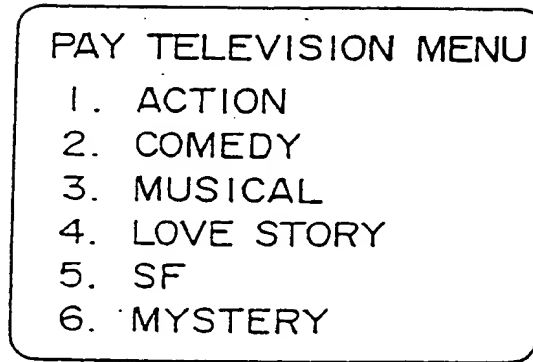 PAY TELEVISION MENU
1. ACTION
2. COMEDY
3. MUSICAL
4. LOVE STORY
5. SF
6. MYSTERY